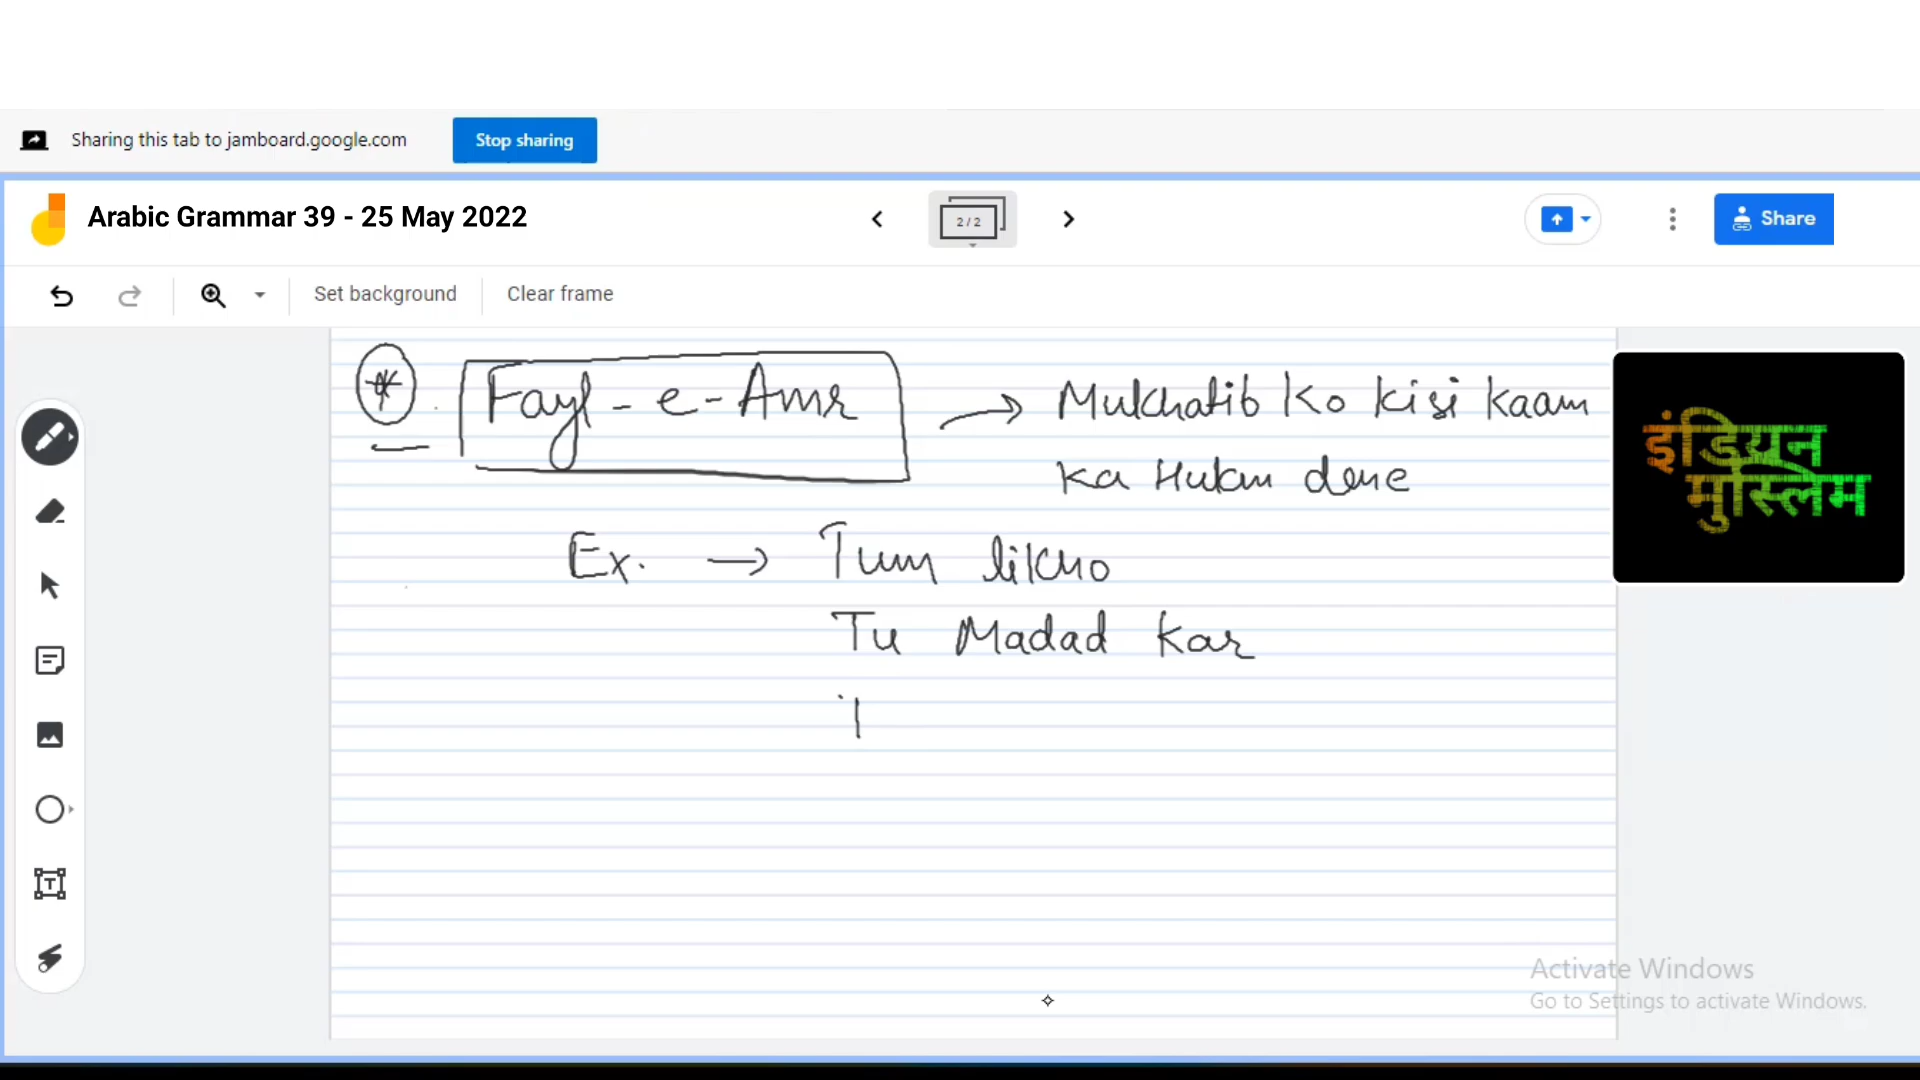 Sharing this tab to jamboard.google.com Stop sharing
Arabic Grammar 39 - 25 May 2022 2 / 2 Share
Set background Clear frame
* Fayl-e-Amr → Mukhatib Ko kisi kaam
Ka Hukm dene
इंडियन
मुस्लिम
Ex. → Tum likho
Tu Madad Kar
Activate Windows
Go to Settings to activate Windows.